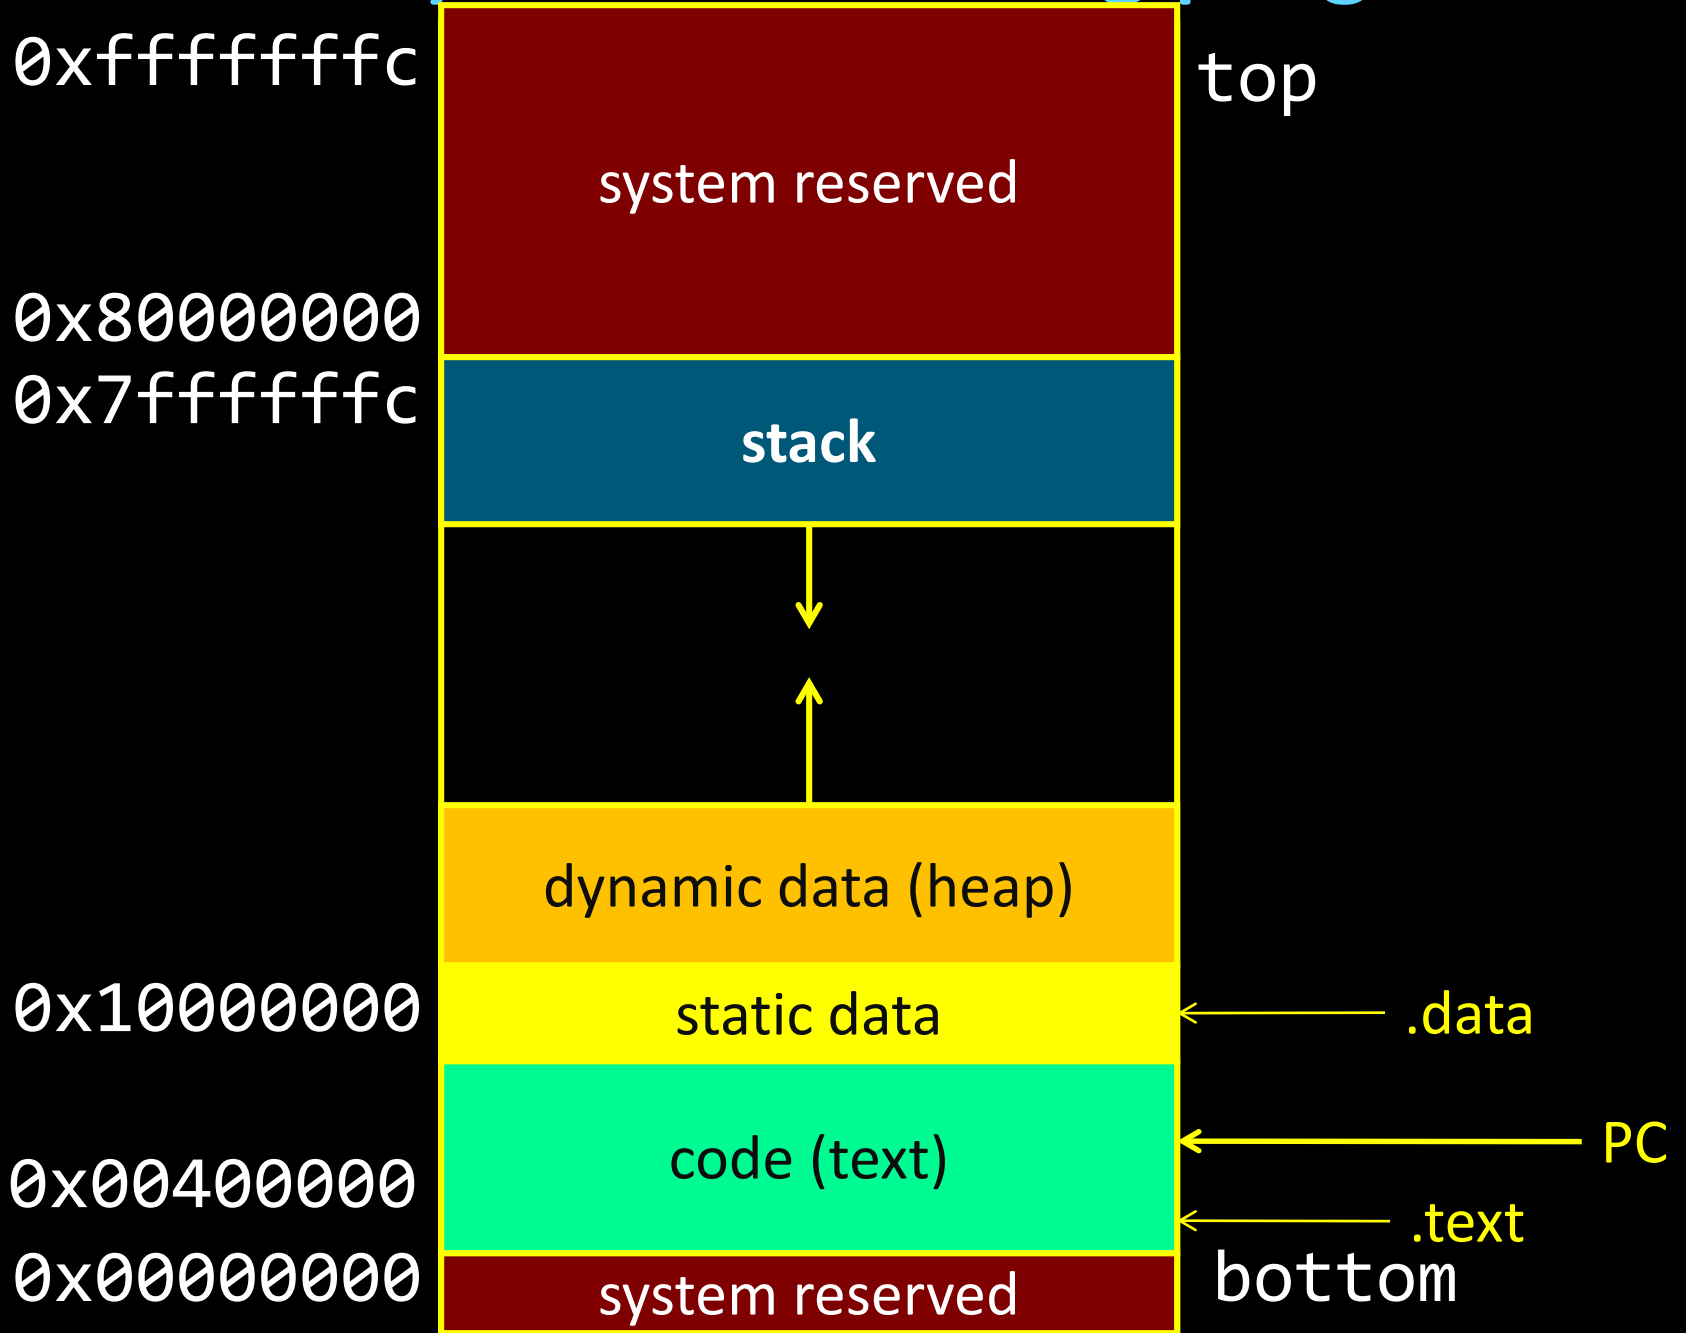 0xfffffffc
top
system reserved
0x80000000
0x7ffffffc
stack
dynamic data (heap)
0x10000000
static data
.data
code (text)
PC
0x00400000
.text
0x00000000
system reserved
bottom